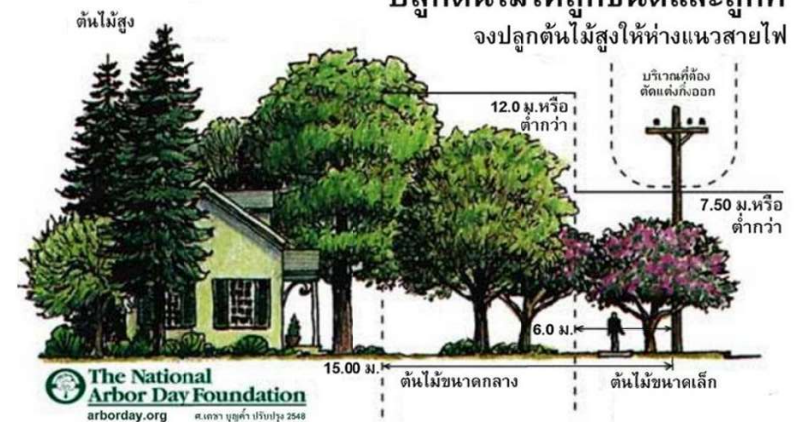 จงปลูกต้นไม้สูงให้ห่างแนวสายไฟ
ต้นไม้สูง
บริเวณที่ต้อง
ตัดแต่งกิ่งออก
12.0 ม.หรือ
ต่ำกว่า
7.50 ม.หรือ
ต่ำกว่า
6.0 ม.
15.00 ม.
ต้นไม้ขนาดกลาง
ต้นไม้ขนาดเล็ก
The National
Arbor Day Foundation
arborday.org
ศ.เดชา บุญค้ำ ปรับปรุง 2548